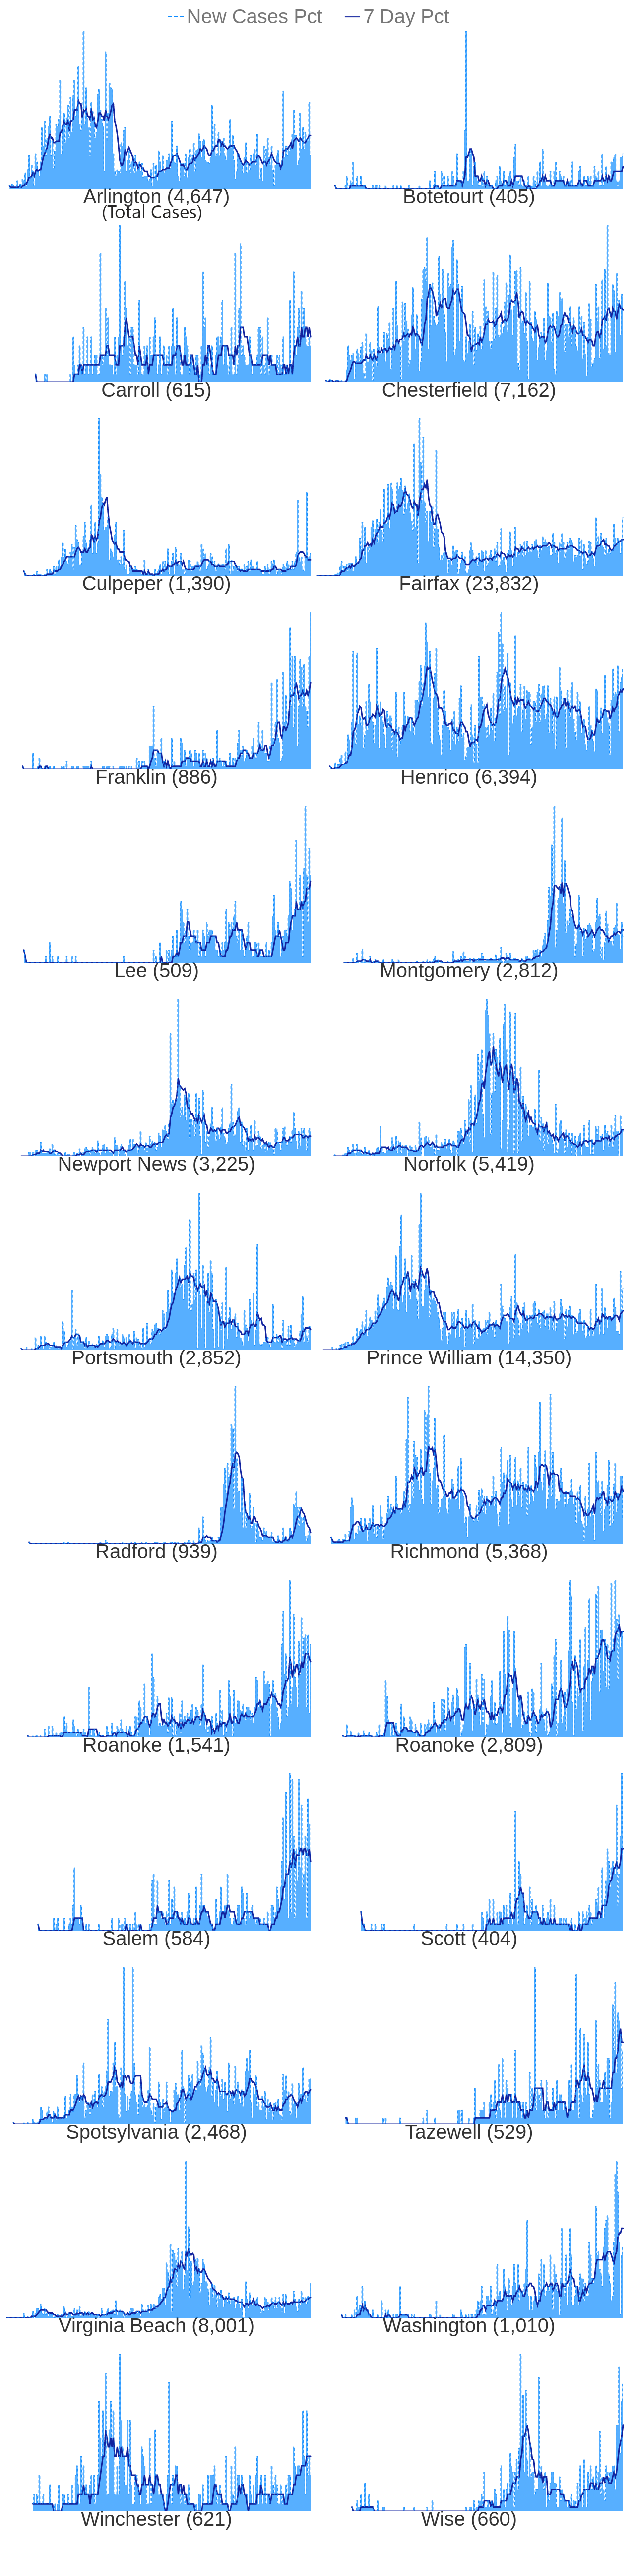 New Cases Pct 7 Day Pct
Arlington (4,647) Botetourt (405)
(Total Cases)
Carroll (615) Chesterfield (7,162)
Culpeper (1,390) Fairfax (23,832)
Franklin (886) Henrico (6,394)
Lee (509) Montgomery (2,812)
Newport News (3,225) Norfolk (5,419)
Portsmouth (2,852) Prince William (14,350)
Radford (939) Richmond (5,368)
Roanoke (1,541) Roanoke (2,809)
Salem (584) Scott (404)
Spotsylvania (2,468) Tazewell (529)
Virginia Beach (8,001) Washington (1,010)
Winchester (621) Wise (660)